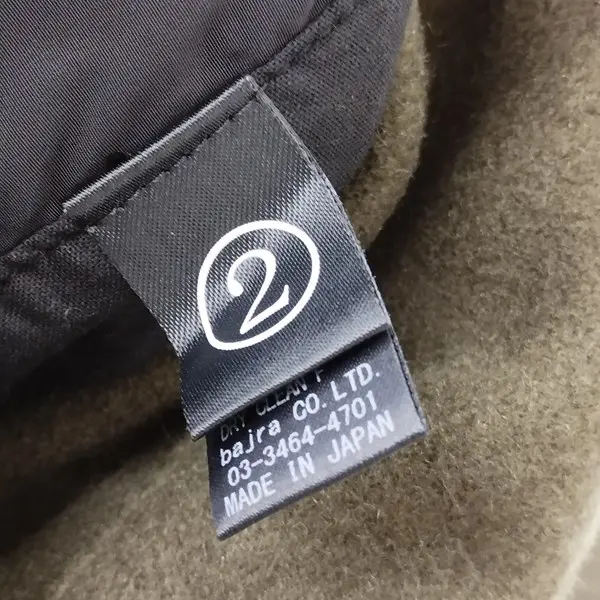 ②
DRY CLEAN
bajra CO.LTD.
03-3464-4701
MADE IN JAPAN